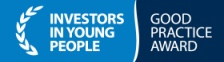 INVESTORS
IN YOUNG
PEOPLE
GOOD
PRACTICE
AWARD